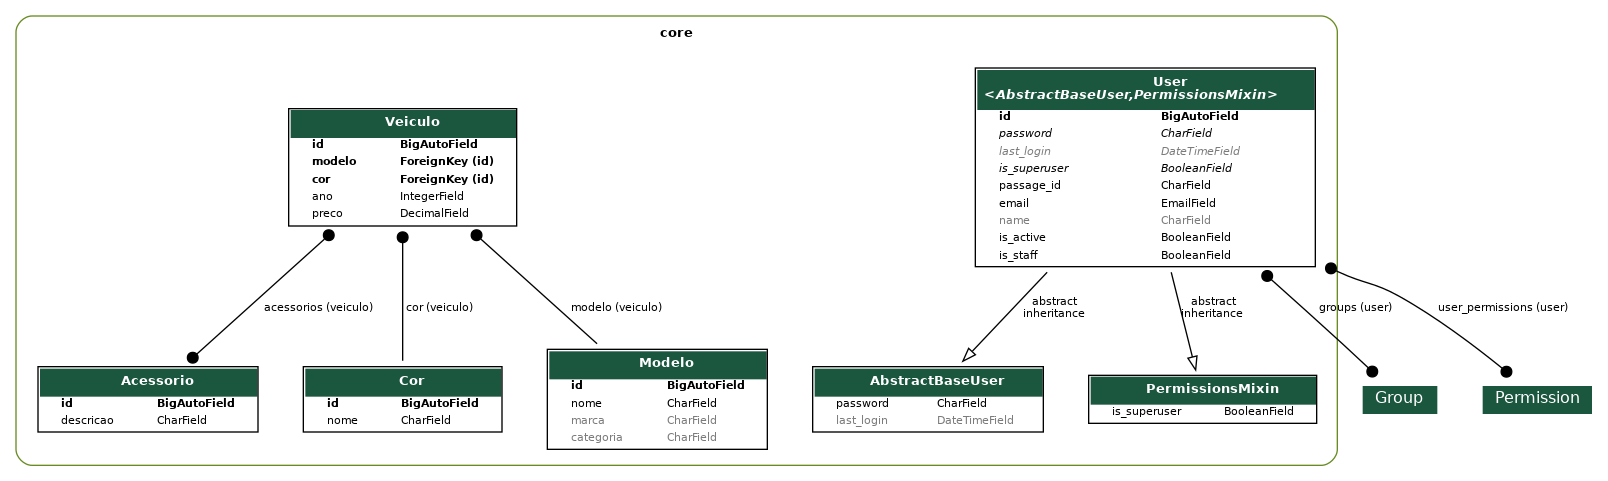 core
Veiculo
id BigAutoField
modelo ForeignKey (id)
cor ForeignKey (id)
ano IntegerField
preco DecimalField
User
<AbstractBaseUser,PermissionsMixin>
id BigAutoField
password CharField
last_login DateTimeField
is_superuser BooleanField
passage_id CharField
email EmailField
name CharField
is_active BooleanField
is_staff BooleanField
acessorios (veiculo)
cor (veiculo)
modelo (veiculo)
abstract
inheritance
abstract
inheritance
groups (user)
user_permissions (user)
Acessorio
id BigAutoField
descricao CharField
Cor
id BigAutoField
nome CharField
Modelo
id BigAutoField
nome CharField
marca CharField
categoria CharField
AbstractBaseUser
password CharField
last_login DateTimeField
PermissionsMixin
is_superuser BooleanField
Group
Permission